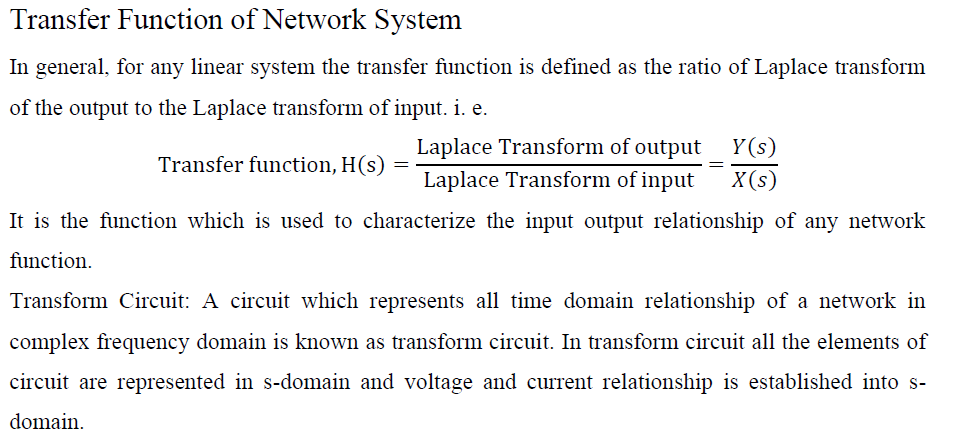 Transfer Function of Network System
In general, for any linear system the transfer function is defined as the ratio of Laplace transform
of the output to the Laplace transform of input. i. e.
Transfer function, H(s) = Laplace Transform of output / Laplace Transform of input = Y(s) / X(s)
It is the function which is used to characterize the input output relationship of any network
function.
Transform Circuit: A circuit which represents all time domain relationship of a network in
complex frequency domain is known as transform circuit. In transform circuit all the elements of
circuit are represented in s-domain and voltage and current relationship is established into s-
domain.